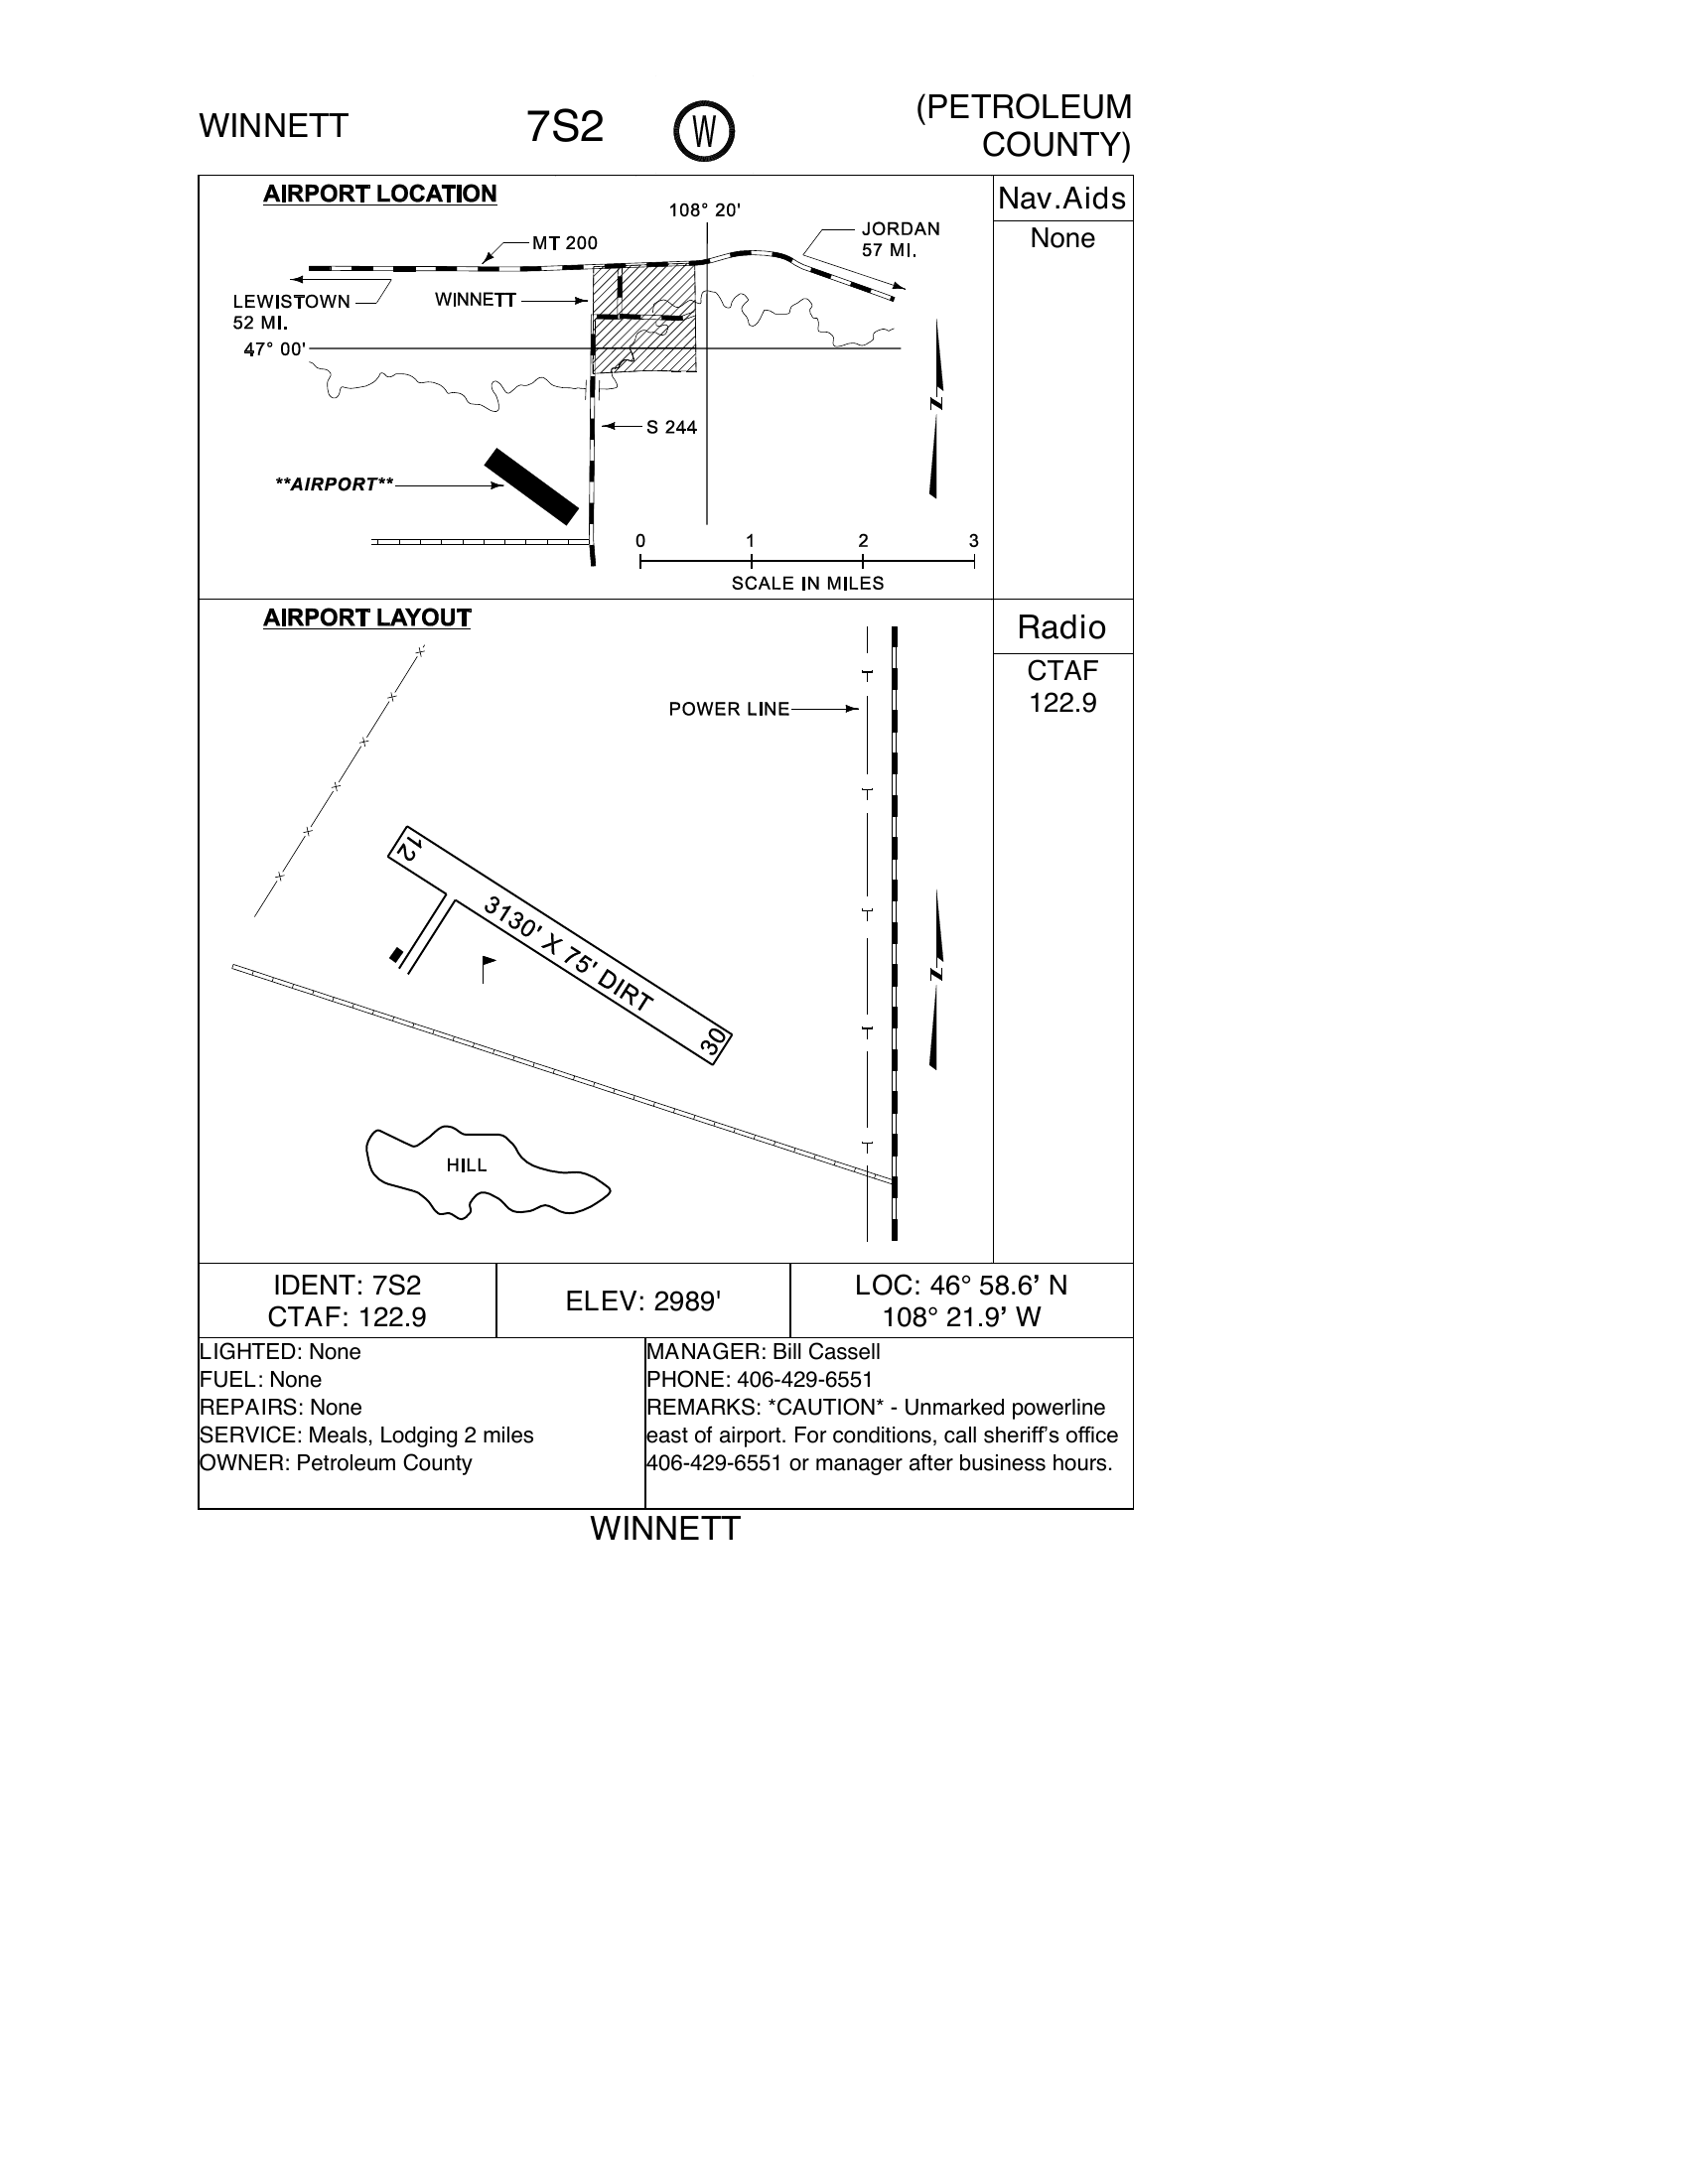 WINNETT
7S2
W
(PETROLEUM
COUNTY)
AIRPORT LOCATION
108° 20'
MT 200
JORDAN
57 MI.
LEWISTOWN
52 MI.
WINNETT
47° 00'
S 244
**AIRPORT**
N
0 1 2 3
SCALE IN MILES
Nav.Aids
None
AIRPORT LAYOUT
POWER LINE
12
3130' X 75' DIRT
30
N
HILL
Radio
CTAF
122.9
IDENT: 7S2
CTAF: 122.9
ELEV: 2989'
LOC: 46° 58.6’ N
108° 21.9’ W
LIGHTED: None
FUEL: None
REPAIRS: None
SERVICE: Meals, Lodging 2 miles
OWNER: Petroleum County
MANAGER: Bill Cassell
PHONE: 406-429-6551
REMARKS: *CAUTION* - Unmarked powerline
east of airport. For conditions, call sheriff’s office
406-429-6551 or manager after business hours.
WINNETT